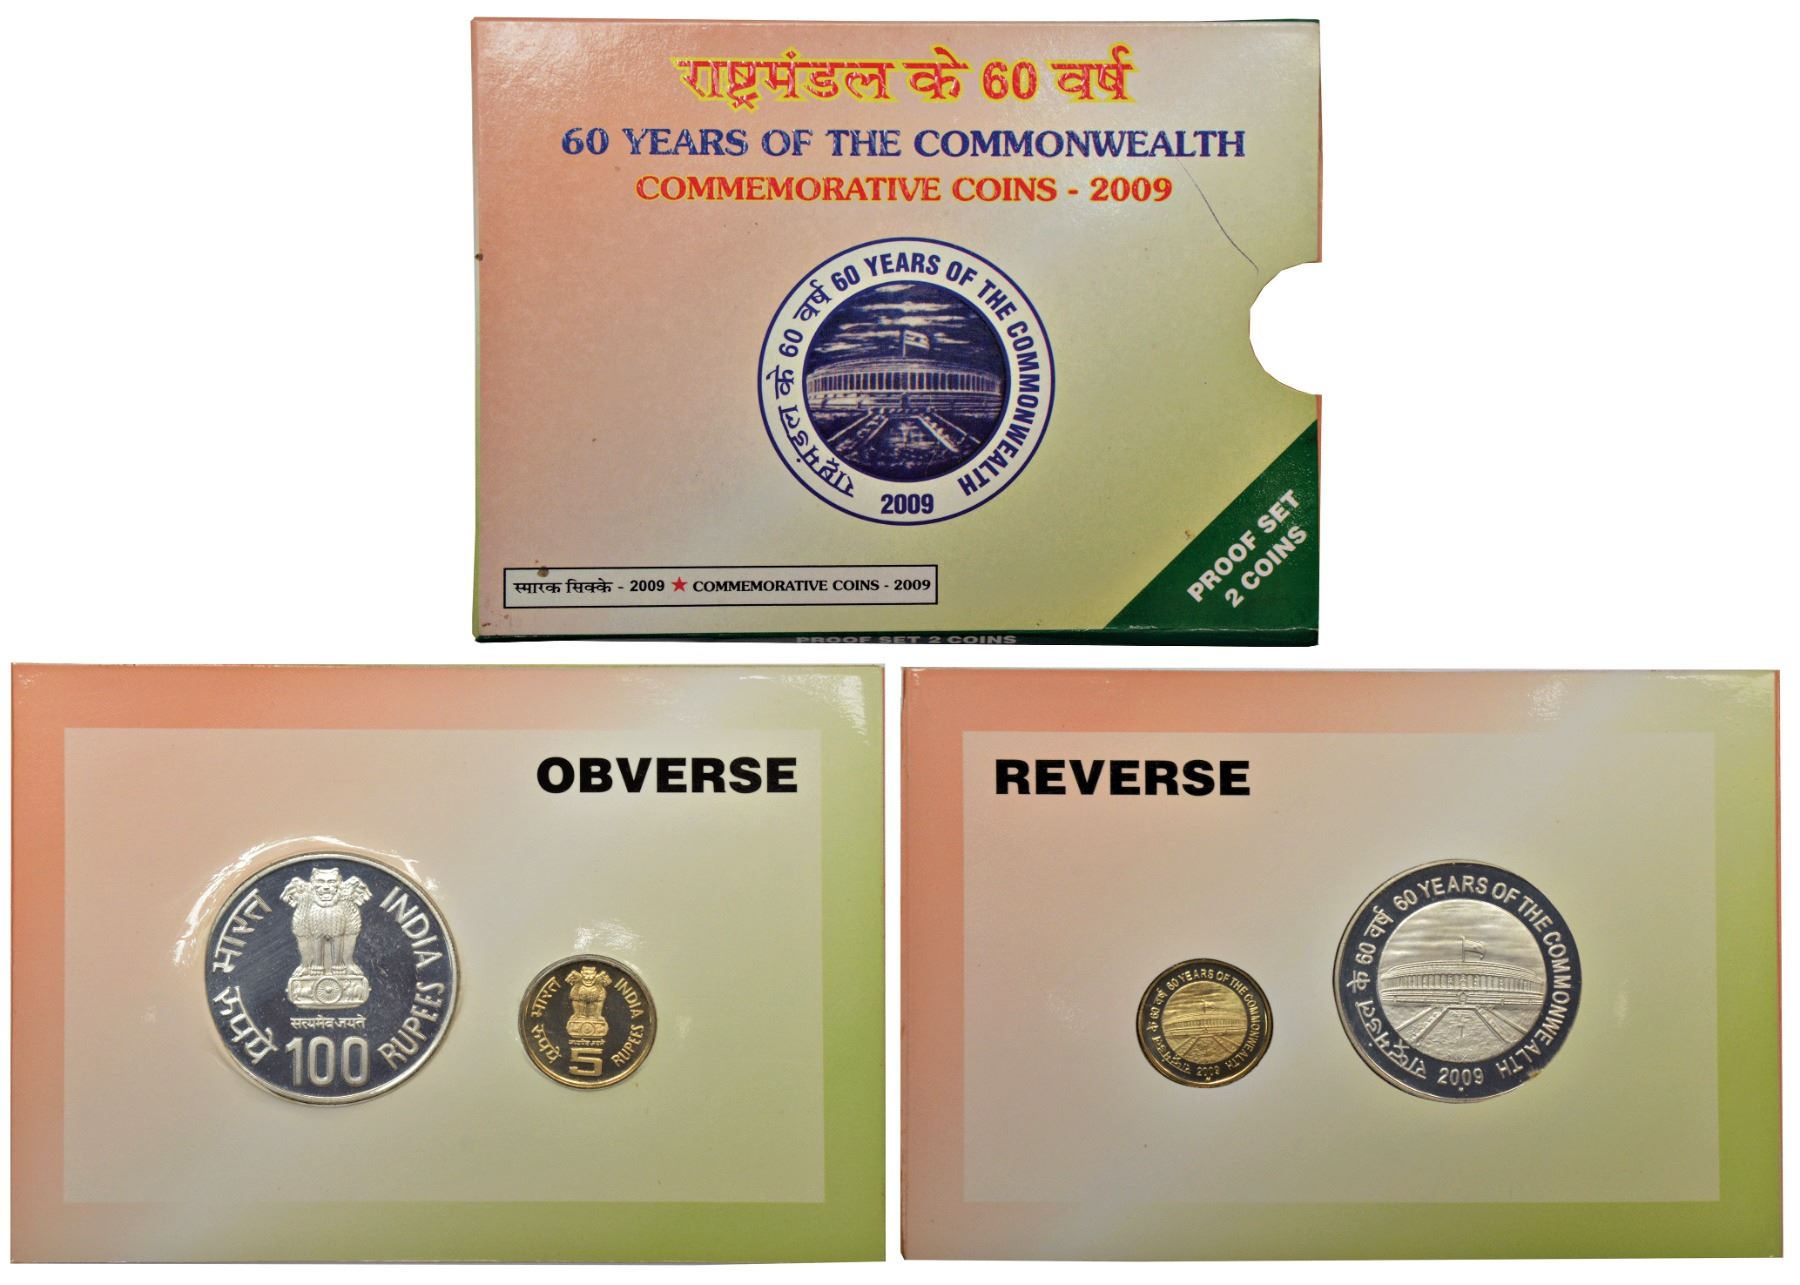 राष्ट्रमंडल के 60 वर्ष
60 YEARS OF THE COMMONWEALTH
COMMEMORATIVE COINS - 2009
राष्ट्रमंडल के 60 वर्ष 60 YEARS OF THE COMMONWEALTH
2009
स्मारक सिक्के - 2009 ★ COMMEMORATIVE COINS - 2009
PROOF SET
2 COINS
PROOF SET 2 COINS
OBVERSE
भारत INDIA
रुपये RUPEES
सत्यमेव जयते
100
भारत INDIA
रुपये RUPEES
सत्यमेव जयते
5
REVERSE
राष्ट्रमंडल के 60 वर्ष 60 YEARS OF THE COMMONWEALTH
2009
राष्ट्रमंडल के 60 वर्ष 60 YEARS OF THE COMMONWEALTH
2009